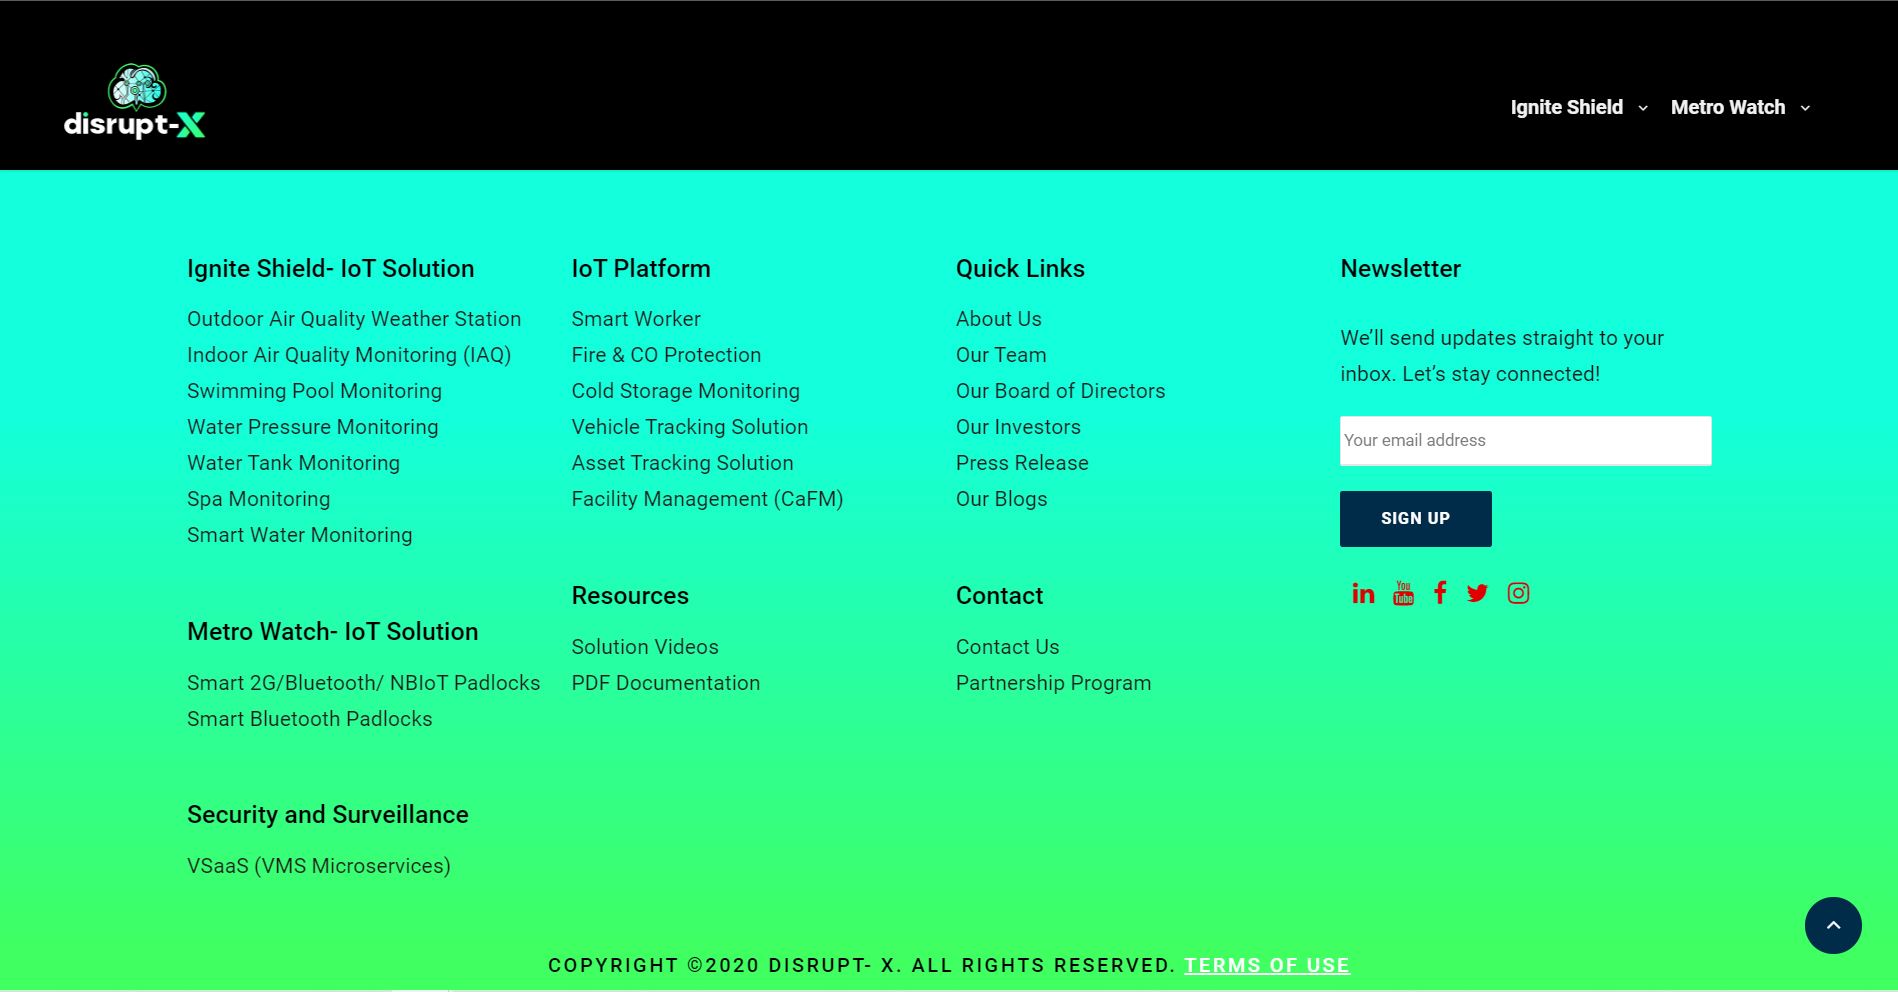 disrupt-X
Ignite Shield
Metro Watch
Ignite Shield- IoT Solution
Outdoor Air Quality Weather Station
Indoor Air Quality Monitoring (IAQ)
Swimming Pool Monitoring
Water Pressure Monitoring
Water Tank Monitoring
Spa Monitoring
Smart Water Monitoring
Metro Watch- IoT Solution
Smart 2G/Bluetooth/ NBIoT Padlocks
Smart Bluetooth Padlocks
Security and Surveillance
VSaaS (VMS Microservices)
IoT Platform
Smart Worker
Fire & CO Protection
Cold Storage Monitoring
Vehicle Tracking Solution
Asset Tracking Solution
Facility Management (CaFM)
Resources
Solution Videos
PDF Documentation
Quick Links
About Us
Our Team
Our Board of Directors
Our Investors
Press Release
Our Blogs
Contact
Contact Us
Partnership Program
Newsletter
We’ll send updates straight to your
inbox. Let’s stay connected!
Your email address
SIGN UP
in
You
Tube
COPYRIGHT ©2020 DISRUPT- X. ALL RIGHTS RESERVED. TERMS OF USE